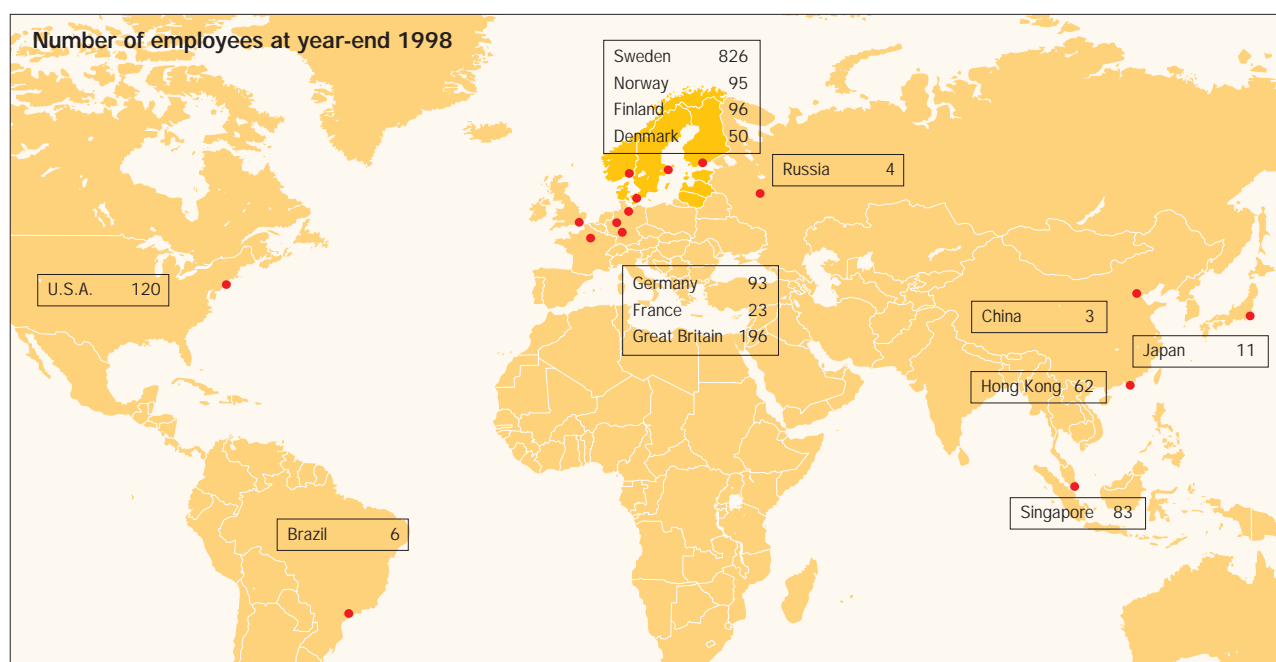 Number of employees at year-end 1998
Sweden 826
Norway 95
Finland 96
Denmark 50
Russia 4
U.S.A. 120
Germany 93
France 23
Great Britain 196
China 3
Japan 11
Hong Kong 62
Singapore 83
Brazil 6